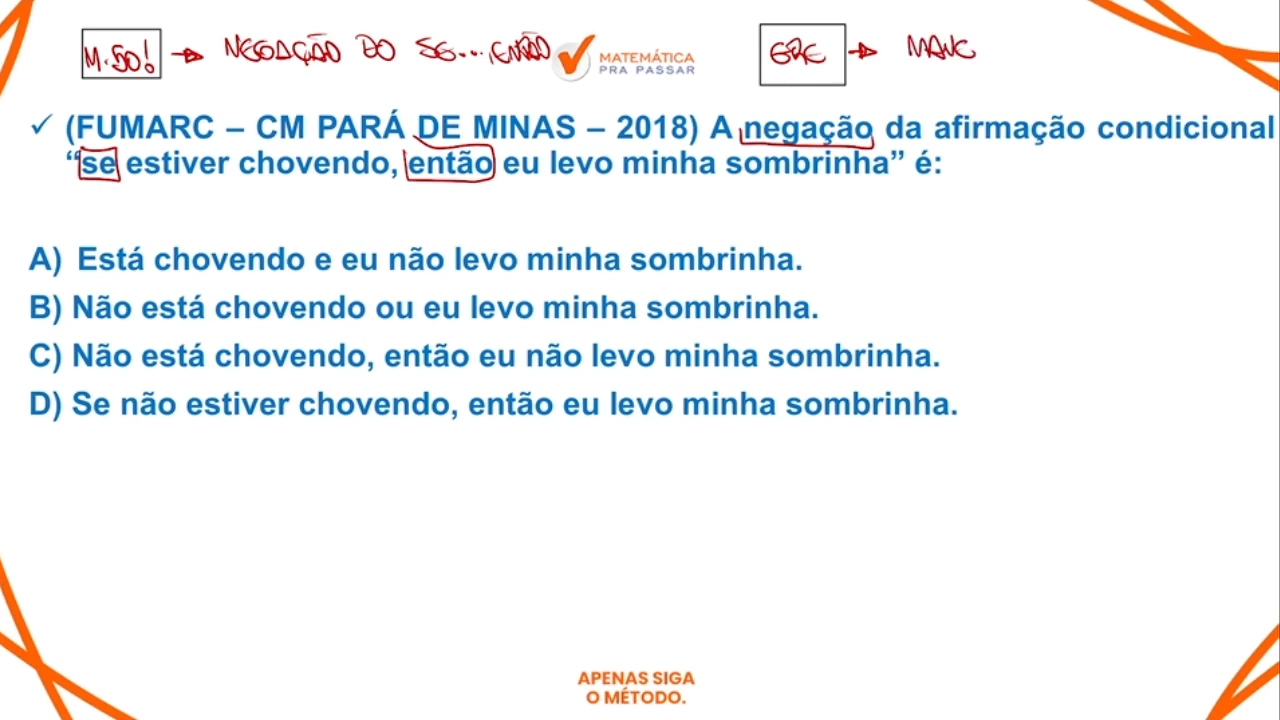 M.50! → NEGAÇÃO DO SE...ENTÃO
MATEMÁTICA
PRA PASSAR
→ MANE
✓ (FUMARC – CM PARÁ DE MINAS – 2018) A negação da afirmação condicional
“se estiver chovendo, então eu levo minha sombrinha” é:
A) Está chovendo e eu não levo minha sombrinha.
B) Não está chovendo ou eu levo minha sombrinha.
C) Não está chovendo, então eu não levo minha sombrinha.
D) Se não estiver chovendo, então eu levo minha sombrinha.
APENAS SIGA
O MÉTODO.